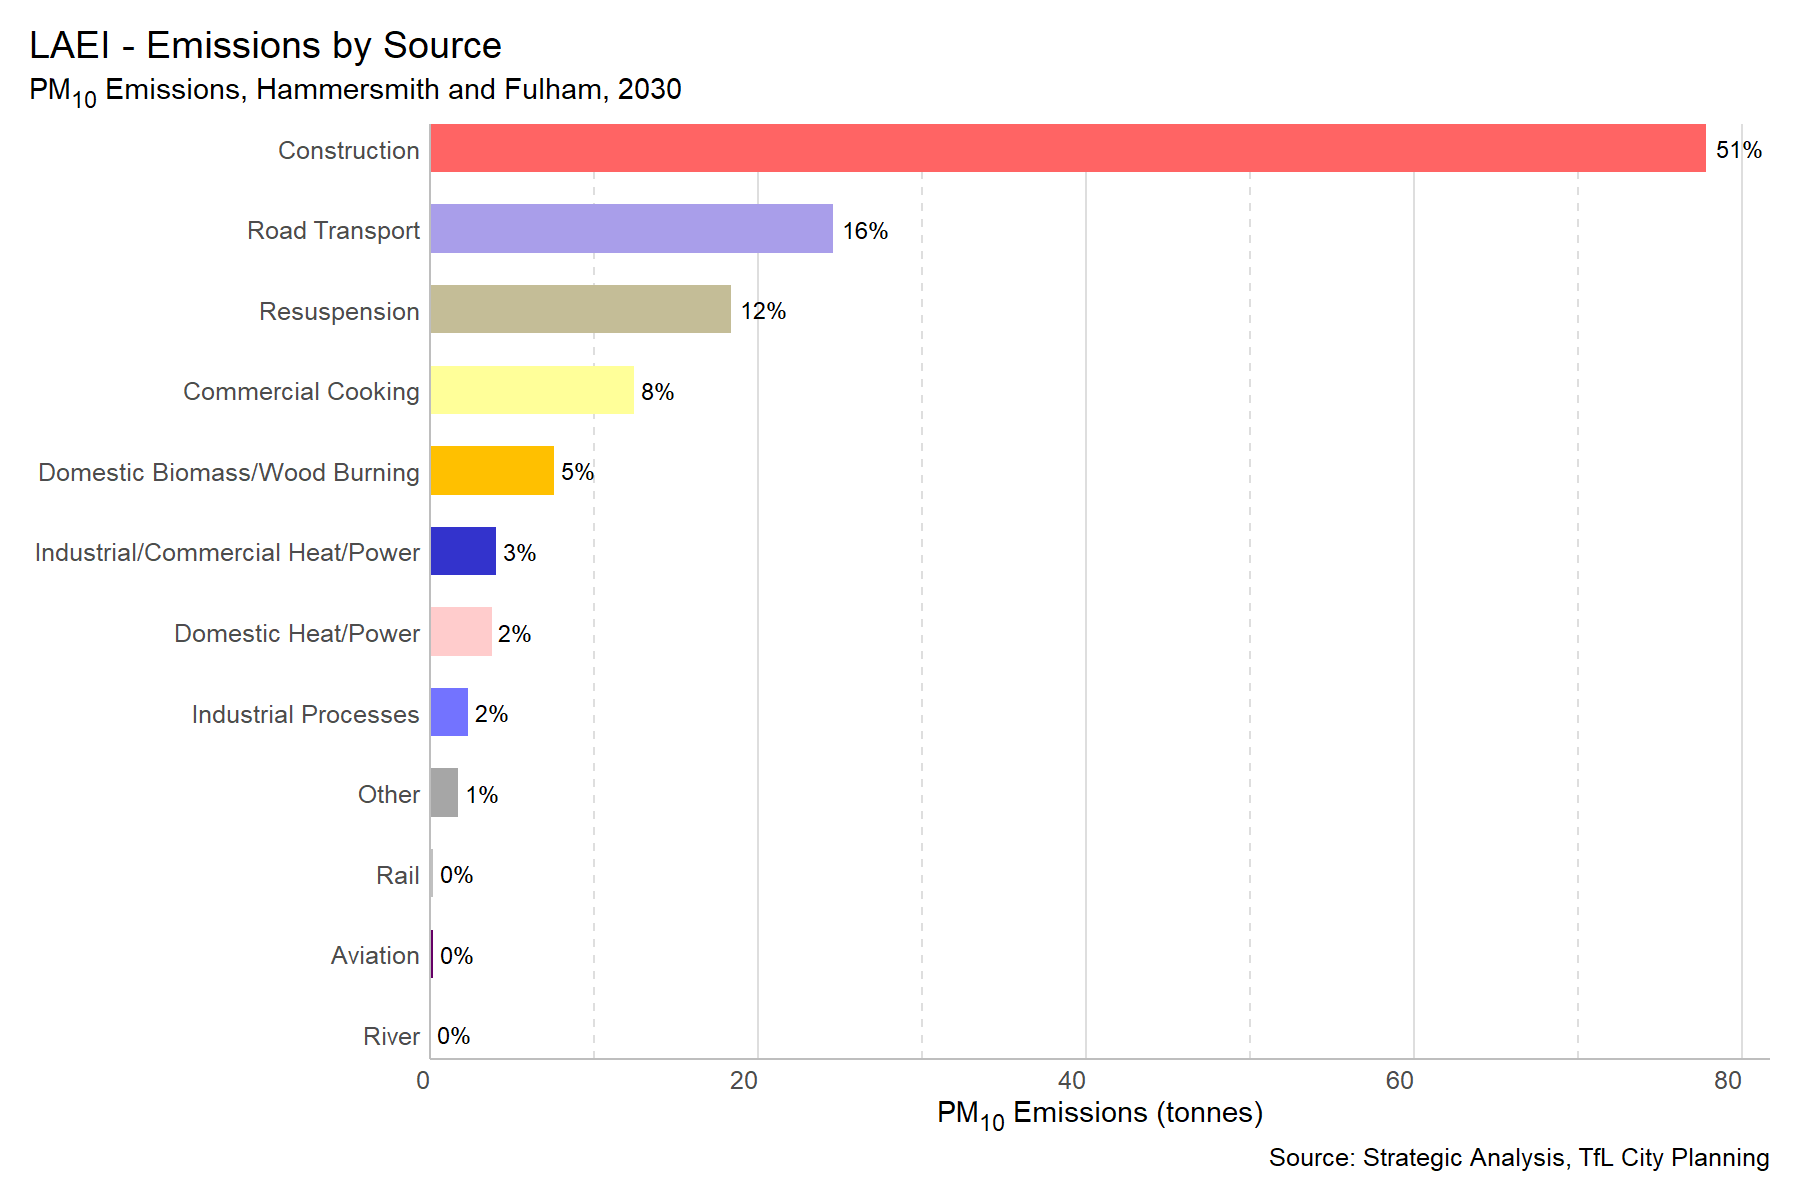 LAEI - Emissions by Source
PM10 Emissions, Hammersmith and Fulham, 2030
Construction 51%
Road Transport 16%
Resuspension 12%
Commercial Cooking 8%
Domestic Biomass/Wood Burning 5%
Industrial/Commercial Heat/Power 3%
Domestic Heat/Power 2%
Industrial Processes 2%
Other 1%
Rail 0%
Aviation 0%
River 0%
0 20 40 60 80
PM10 Emissions (tonnes)
Source: Strategic Analysis, TfL City Planning